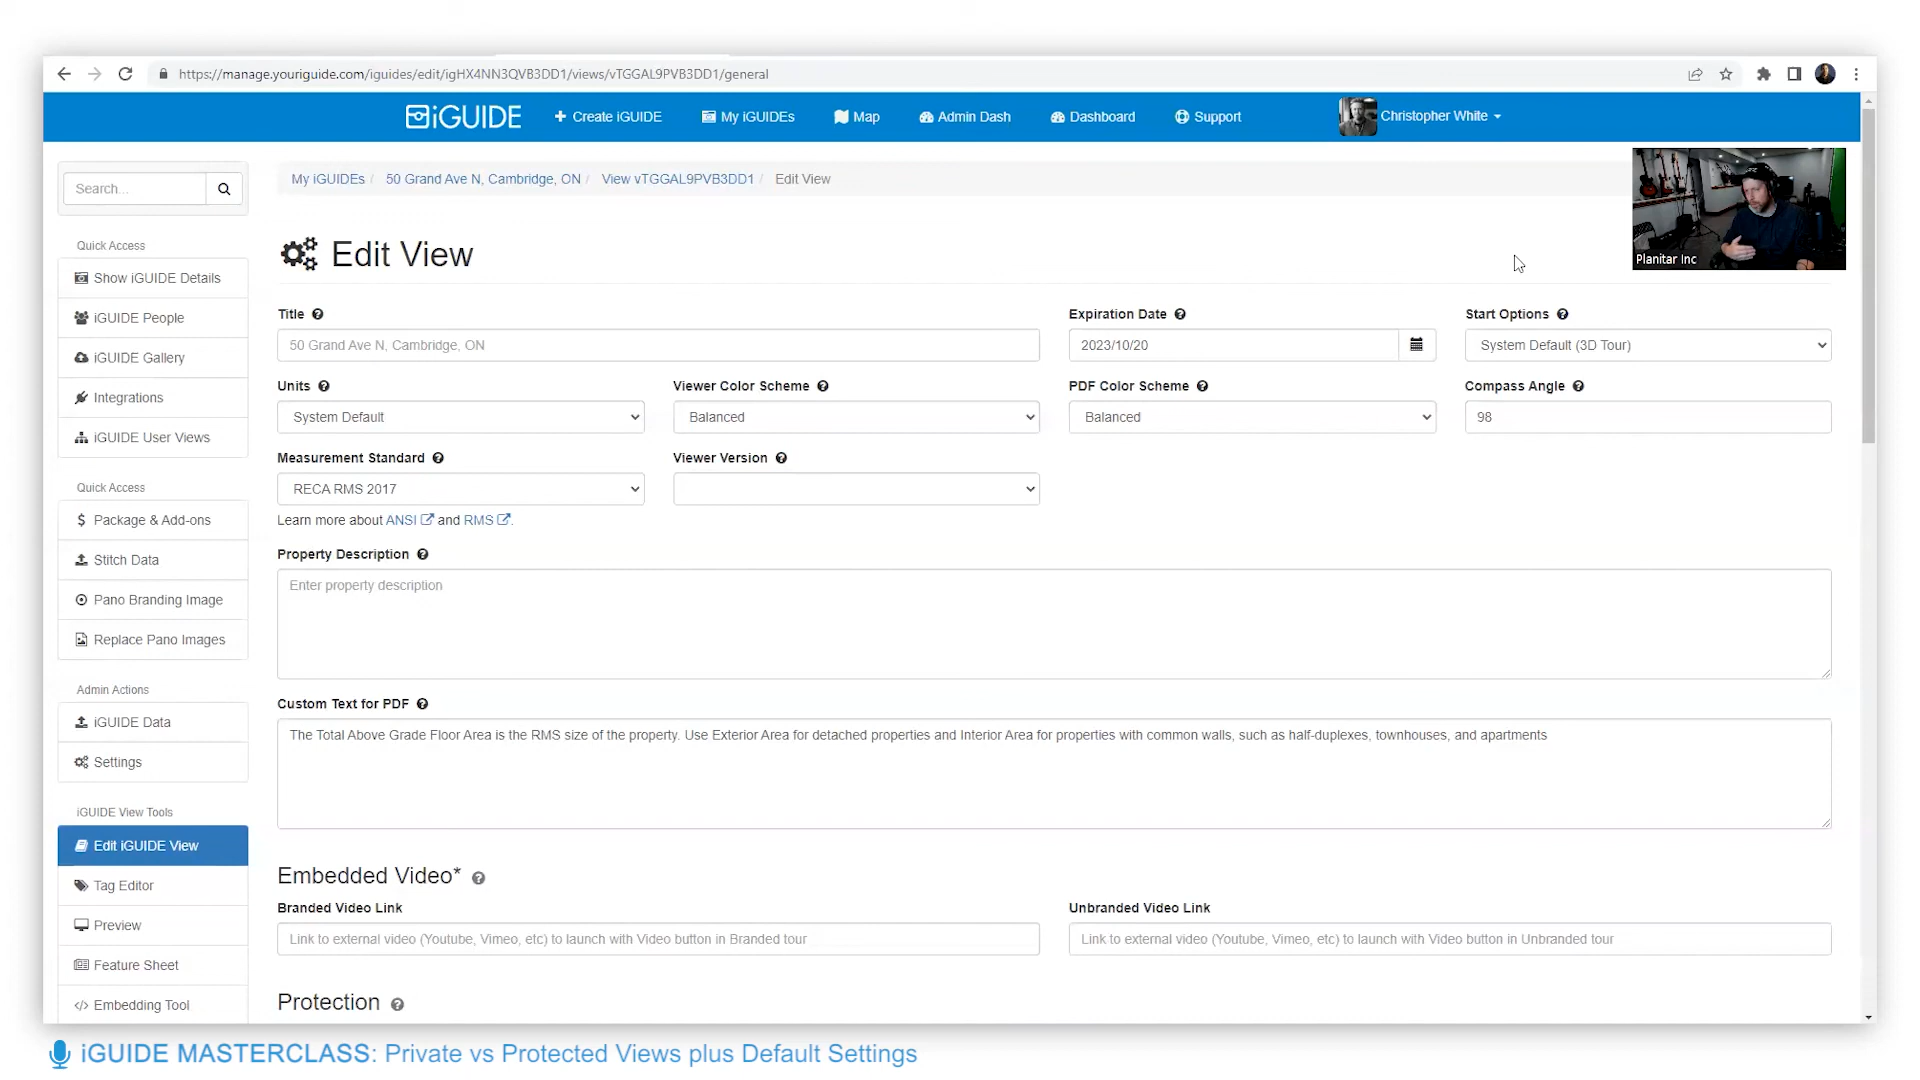 https://manage.youriguide.com/iguides/edit/igHX4NN3QVB3DD1/views/vTGGAL9PVB3DD1/general
iGUIDE
Create iGUIDE
My iGUIDEs
Map
Admin Dash
Dashboard
Support
Christopher White
Search...
My iGUIDEs / 50 Grand Ave N, Cambridge, ON / View vTGGAL9PVB3DD1 / Edit View
Planitar Inc
Quick Access
Show iGUIDE Details
iGUIDE People
iGUIDE Gallery
Integrations
iGUIDE User Views
Quick Access
Package & Add-ons
Stitch Data
Pano Branding Image
Replace Pano Images
Admin Actions
iGUIDE Data
Settings
iGUIDE View Tools
Edit iGUIDE View
Tag Editor
Preview
Feature Sheet
Embedding Tool
Edit View
Title
50 Grand Ave N, Cambridge, ON
Expiration Date
2023/10/20
Start Options
System Default (3D Tour)
Units
System Default
Viewer Color Scheme
Balanced
PDF Color Scheme
Balanced
Compass Angle
98
Measurement Standard
RECA RMS 2017
Viewer Version
Learn more about ANSI and RMS.
Property Description
Enter property description
Custom Text for PDF
The Total Above Grade Floor Area is the RMS size of the property. Use Exterior Area for detached properties and Interior Area for properties with common walls, such as half-duplexes, townhouses, and apartments
Embedded Video*
Branded Video Link
Link to external video (Youtube, Vimeo, etc) to launch with Video button in Branded tour
Unbranded Video Link
Link to external video (Youtube, Vimeo, etc) to launch with Video button in Unbranded tour
Protection
iGUIDE MASTERCLASS: Private vs Protected Views plus Default Settings